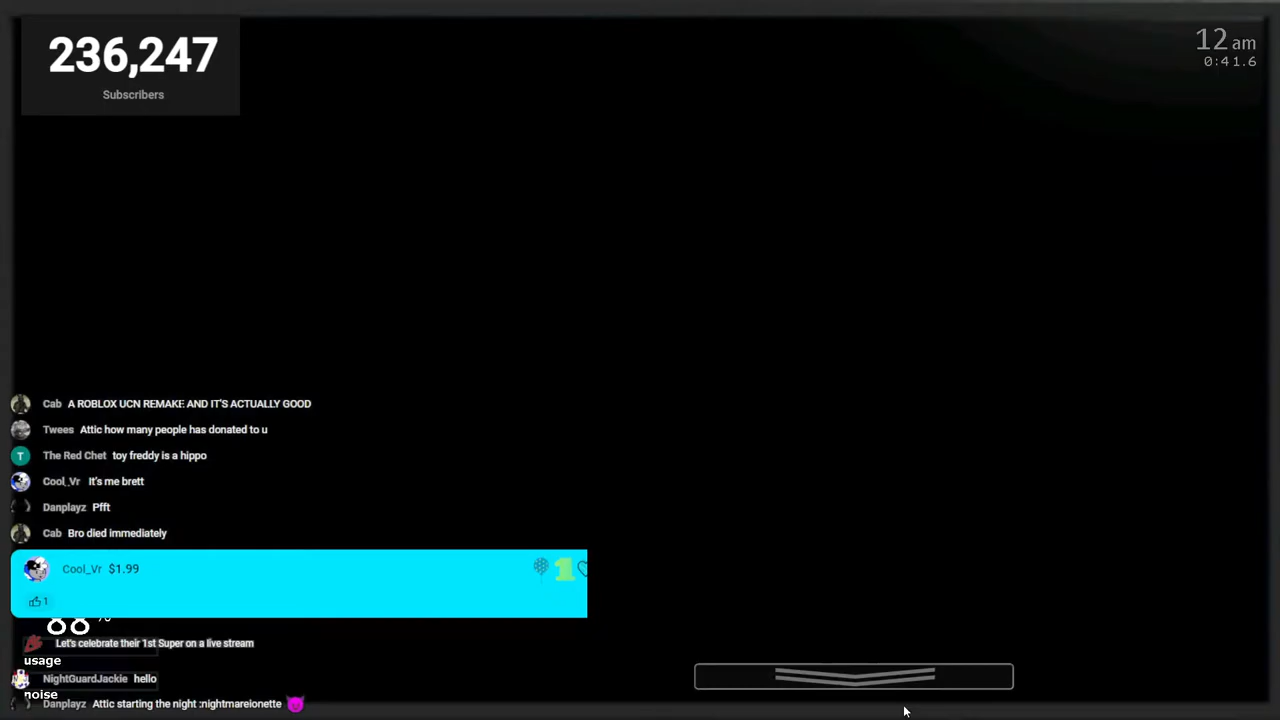 236,247
Subscribers
12 am
0:41.6
Cab A ROBLOX UCN REMAKE AND IT'S ACTUALLY GOOD
Twees Attic how many people has donated to u
T The Red Chet toy freddy is a hippo
Cool_Vr It's me brett
Danplayz Pfft
Cab Bro died immediately
Cool_Vr $1.99 1
1
88 %
Let's celebrate their 1st Super on a live stream
usage
NightGuardJackie hello
noise
Danplayz Attic starting the night :nightmareionette